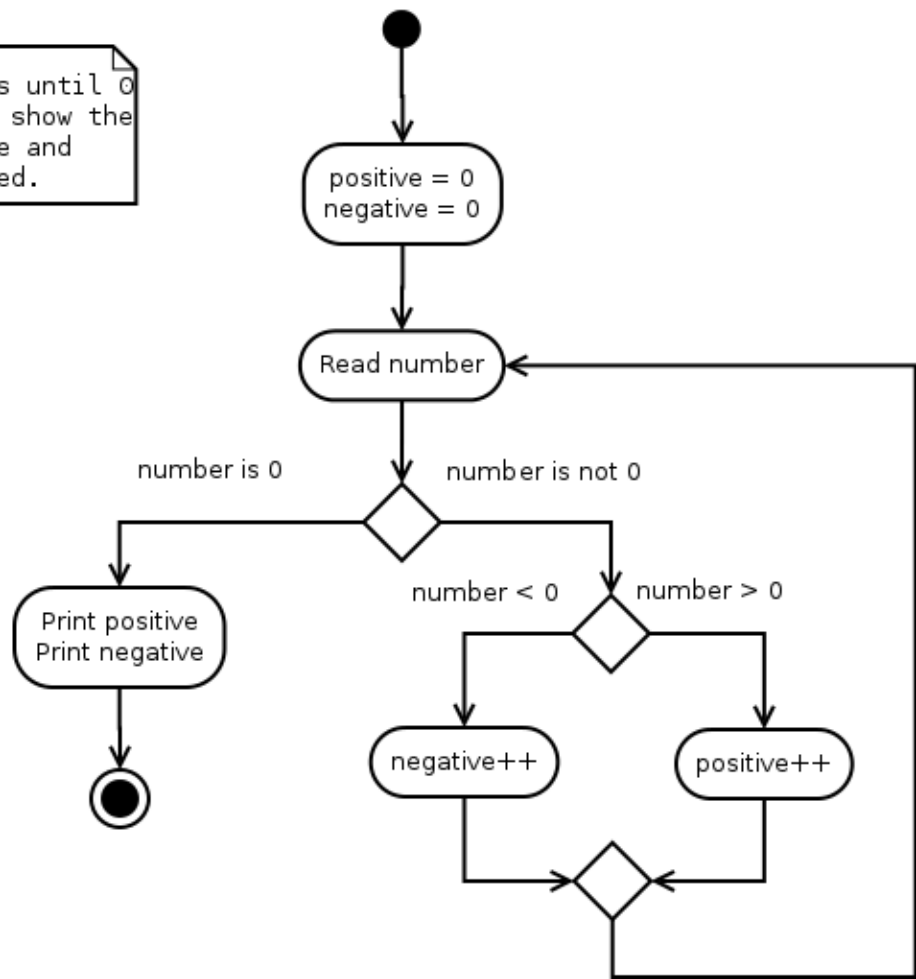 s until 0
show the
e and
ed.
positive = 0
negative = 0
Read number
number is 0
number is not 0
number < 0
number > 0
Print positive
Print negative
negative++
positive++